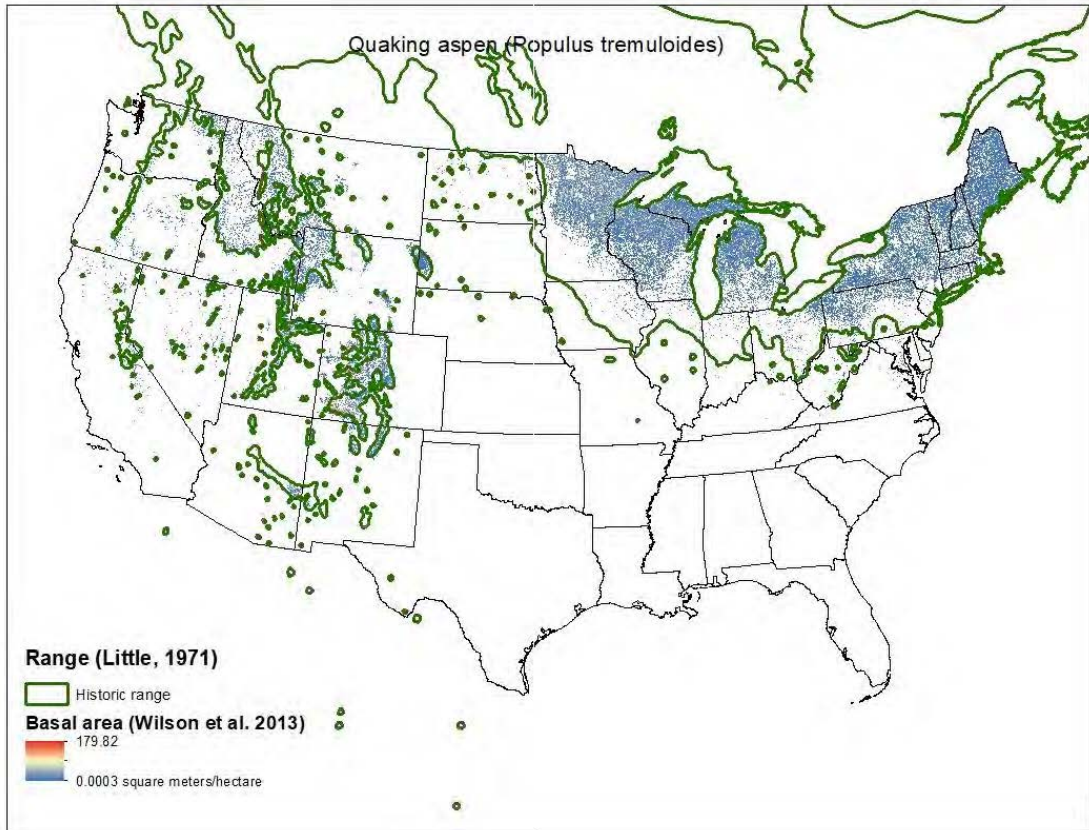 Quaking aspen (Populus tremuloides)
Range (Little, 1971)
Historic range
Basal area (Wilson et al. 2013)
179.82
0.0003 square meters/hectare